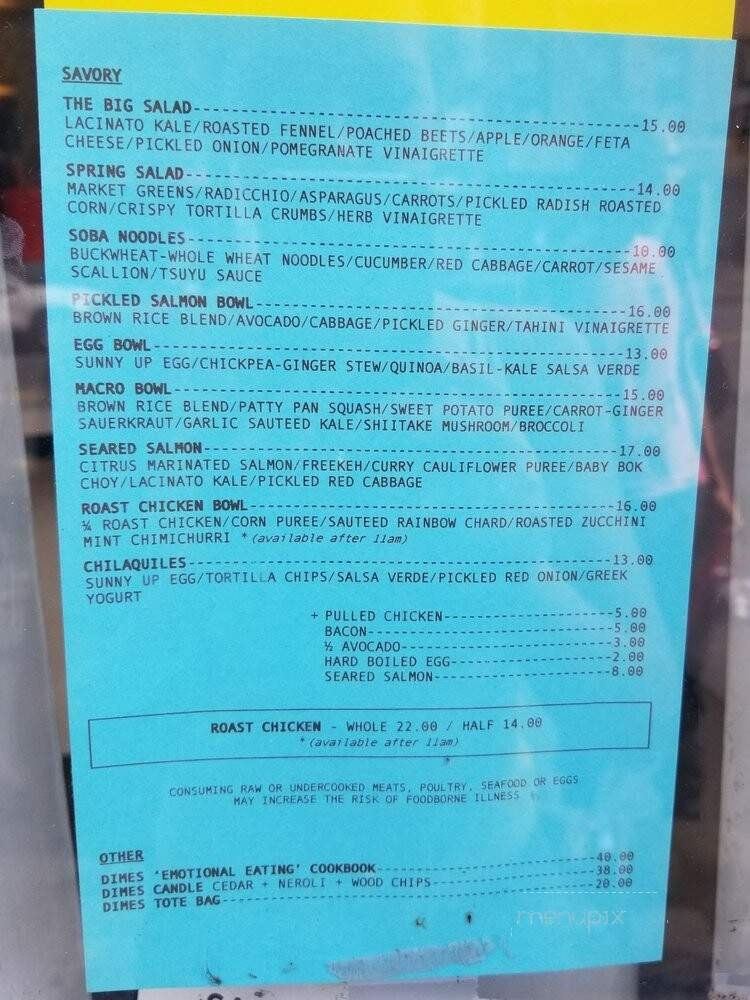 SAVORY
THE BIG SALAD---15.00
LACINATO KALE/ROASTED FENNEL/POACHED BEETS/APPLE/ORANGE/FETA
CHEESE/PICKLED ONION/POMEGRANATE VINAIGRETTE
SPRING SALAD---14.00
MARKET GREENS/RADICCHIO/ASPARAGUS/CARROTS/PICKLED RADISH ROASTED
CORN/CRISPY TORTILLA CRUMBS/HERB VINAIGRETTE
SOBA NOODLES---10.00
BUCKWHEAT-WHOLE WHEAT NOODLES/CUCUMBER/RED CABBAGE/CARROT/SESAME
SCALLION/TSUYU SAUCE
PICKLED SALMON BOWL---16.00
BROWN RICE BLEND/AVOCADO/CABBAGE/PICKLED GINGER/TAHINI VINAIGRETTE
EGG BOWL---13.00
SUNNY UP EGG/CHICKPEA-GINGER STEW/QUINOA/BASIL-KALE SALSA VERDE
MACRO BOWL---15.00
BROWN RICE BLEND/PATTY PAN SQUASH/SWEET POTATO PUREE/CARROT-GINGER
SAUERKRAUT/GARLIC SAUTEED KALE/SHIITAKE MUSHROOM/BROCCOLI
SEARED SALMON---17.00
CITRUS MARINATED SALMON/FREEKEH/CURRY CAULIFLOWER PUREE/BABY BOK
CHOY/LACINATO KALE/PICKLED RED CABBAGE
ROAST CHICKEN BOWL---16.00
¼ ROAST CHICKEN/CORN PUREE/SAUTEED RAINBOW CHARD/ROASTED ZUCCHINI
MINT CHIMICHURRI *(available after 11am)
CHILAQUILES---13.00
SUNNY UP EGG/TORTILLA CHIPS/SALSA VERDE/PICKLED RED ONION/GREEK
YOGURT
+ PULLED CHICKEN---5.00
BACON---5.00
½ AVOCADO---3.00
HARD BOILED EGG---2.00
SEARED SALMON---8.00
ROAST CHICKEN - WHOLE 22.00 / HALF 14.00
*(available after 11am)
CONSUMING RAW OR UNDERCOOKED MEATS, POULTRY, SEAFOOD OR EGGS
MAY INCREASE THE RISK OF FOODBORNE ILLNESS
OTHER
DIMES 'EMOTIONAL EATING' COOKBOOK---40.00
DIMES CANDLE CEDAR + NEROLI + WOOD CHIPS---38.00
DIMES TOTE BAG---20.00
menupix